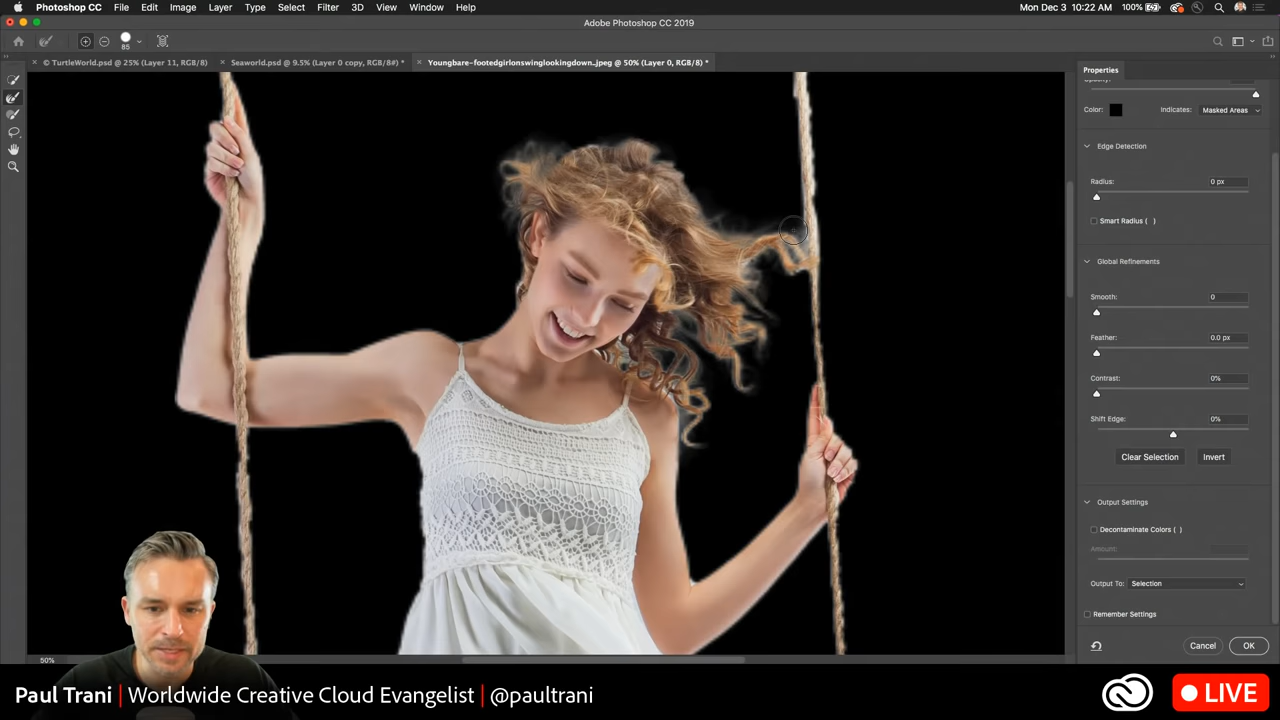 Photoshop CC File Edit Image Layer Type Select Filter 3D View Window Help 100% Mon Dec 3 10:22 AM
Adobe Photoshop CC 2019
85
© TurtleWorld.psd @ 25% (Layer 11, RGB/8) Seaworld.psd @ 9.5% (Layer 0 copy, RGB/8#) * Youngbare-footedgirlonswinglookingdown.jpeg @ 50% (Layer 0, RGB/8) *
Properties
Opacity:
Color: Indicates: Masked Areas
Edge Detection
Radius: 0 px
Smart Radius ( )
Global Refinements
Smooth: 0
Feather: 0.0 px
Contrast: 0%
Shift Edge: 0%
Clear Selection Invert
Output Settings
Decontaminate Colors ( )
Amount:
Output To: Selection
Remember Settings
Cancel OK
50%
Paul Trani | Worldwide Creative Cloud Evangelist | @paultrani
LIVE